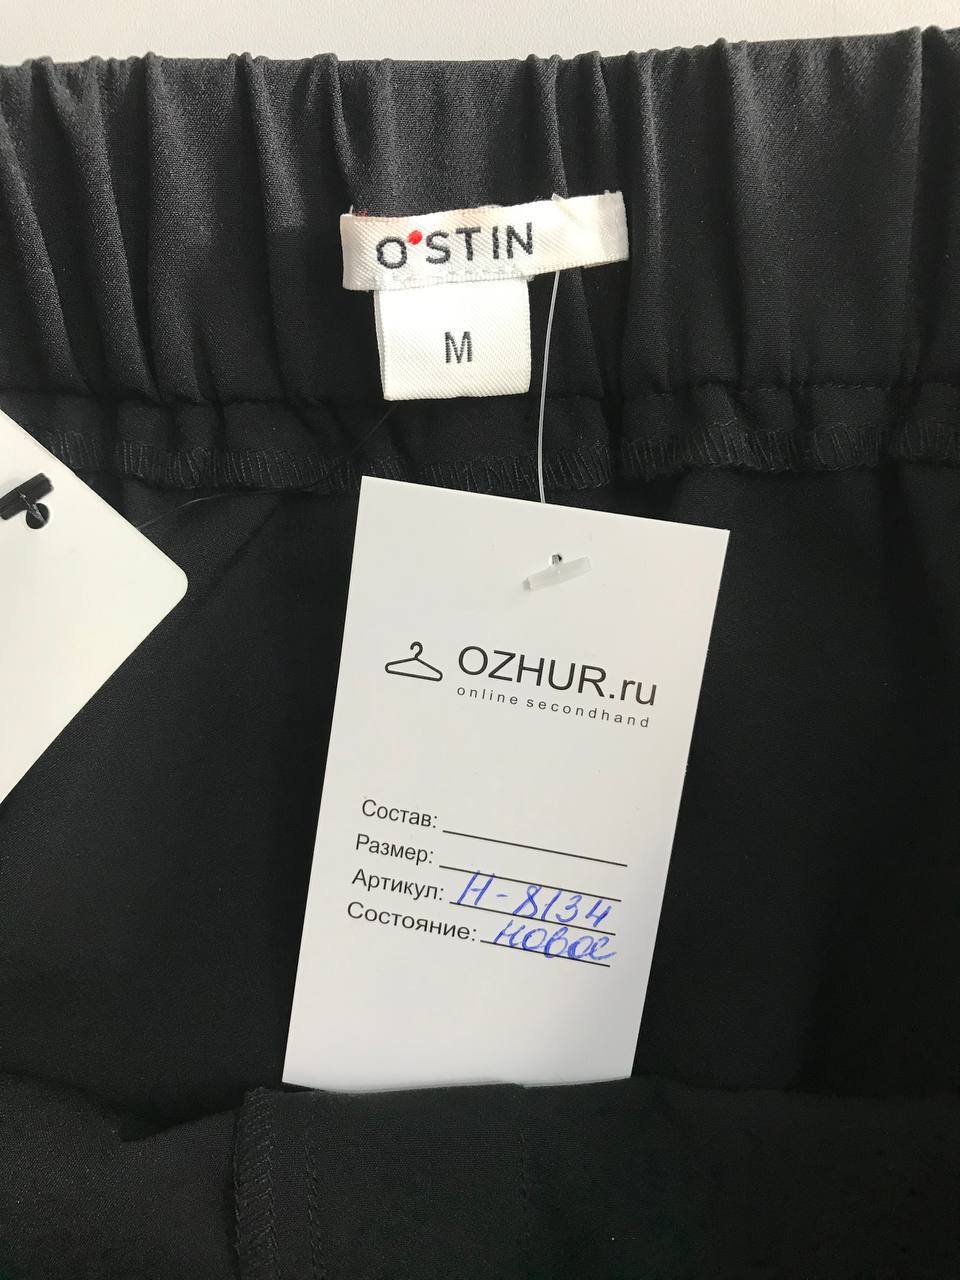 O'STIN
M
OZHUR.ru
online secondhand
Состав:
Размер:
Артикул: Н-8134
Состояние: новое